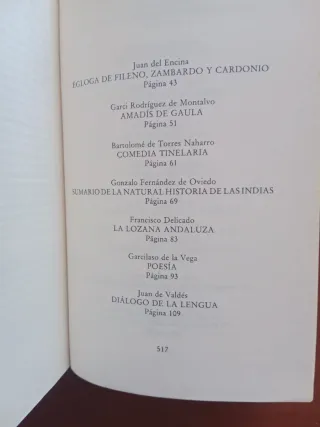 Juan del Encina
EGLOGA DE FILENO, ZAMBARDO Y CARDONIO
Página 43
Garci Rodríguez de Montalvo
AMADÍS DE GAULA
Página 51
Bartolomé de Torres Naharro
COMEDIA TINELARIA
Página 61
Gonzalo Fernández de Oviedo
SUMARIO DE LA NATURAL HISTORIA DE LAS INDIAS
Página 69
Francisco Delicado
LA LOZANA ANDALUZA
Página 83
Garcilaso de la Vega
POESÍA
Página 93
Juan de Valdés
DIÁLOGO DE LA LENGUA
Página 109
517